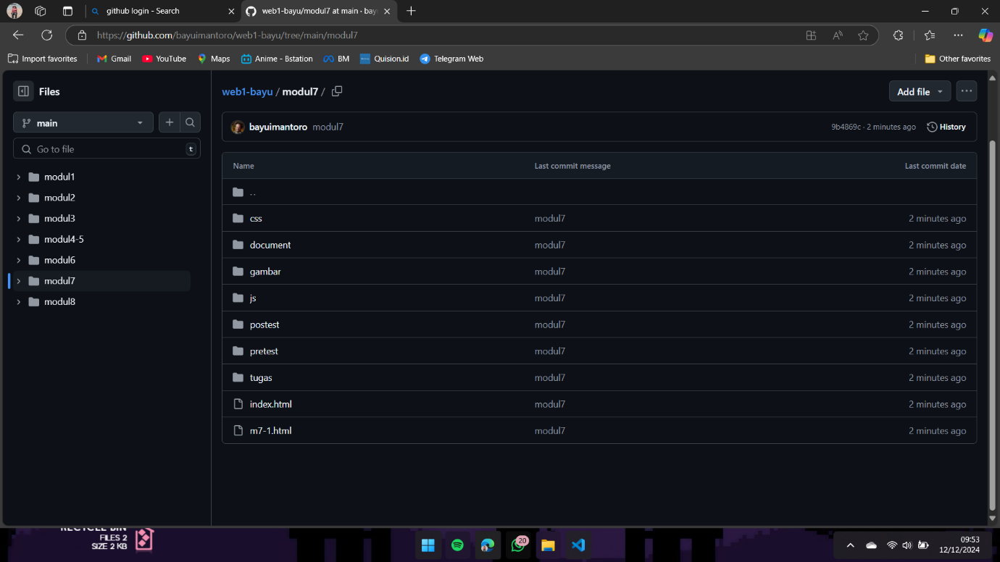 github login - Search
web1-bayu/modul7 at main · bay
https://github.com/bayuimantoro/web1-bayu/tree/main/modul7
Import favorites
Gmail
YouTube
Maps
Anime - Bstation
BM
Quision.id
Telegram Web
Other favorites
Files
main
Go to file
t
modul1
modul2
modul3
modul4-5
modul6
modul7
modul8
web1-bayu / modul7 /
Add file
bayuimantoro modul7
9b4869c · 2 minutes ago
History
Name Last commit message Last commit date
..
css modul7 2 minutes ago
document modul7 2 minutes ago
gambar modul7 2 minutes ago
js modul7 2 minutes ago
postest modul7 2 minutes ago
pretest modul7 2 minutes ago
tugas modul7 2 minutes ago
index.html modul7 2 minutes ago
m7-1.html modul7 2 minutes ago
RECYCLE BIN
FILES 2
SIZE 2 KB
20
09:53
12/12/2024